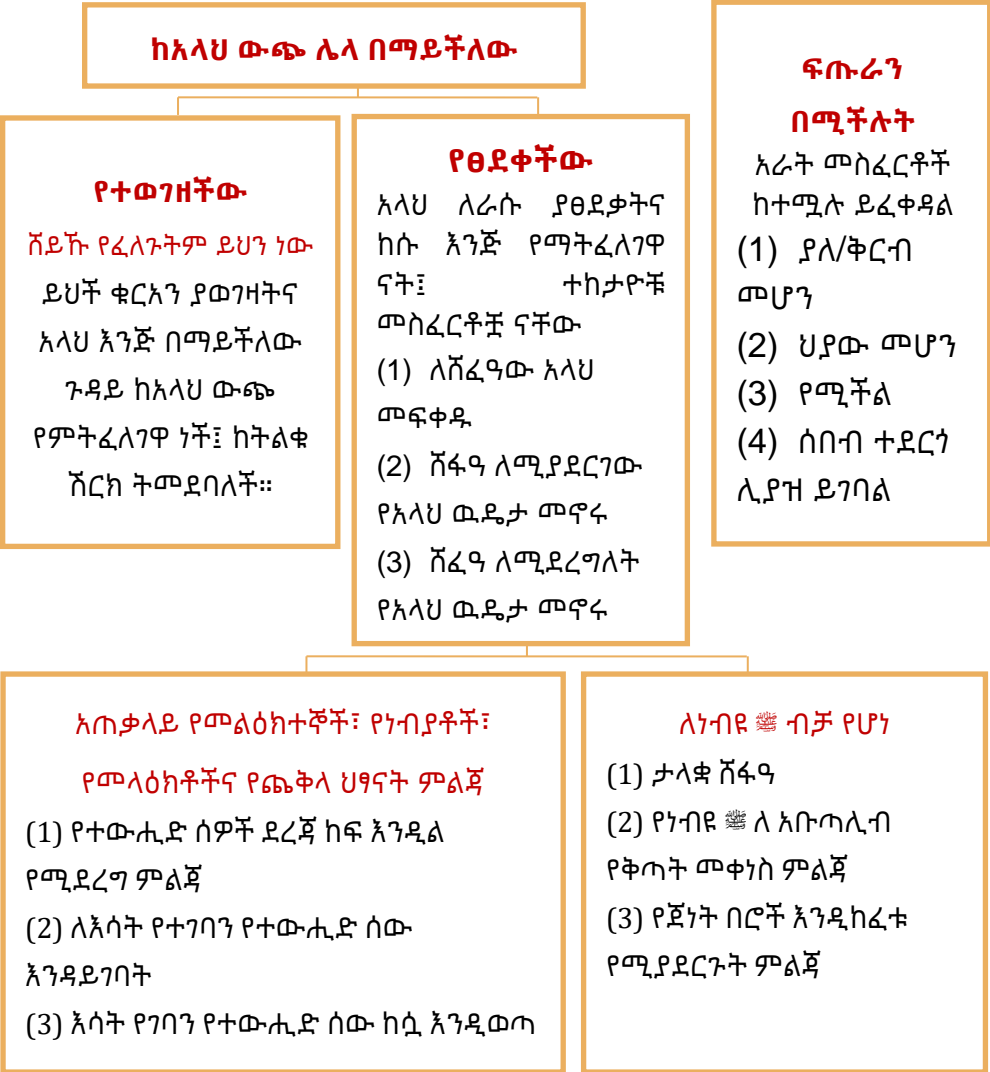 ከአላህ ውጭ ሌላ በማይችለው
የተወገዘችው
ሸይኹ የፈለጉትም ይህን ነው
ይህች ቁርአን ያወገዛትና
አላህ እንጅ በማይችለው
ጉዳይ ከአላህ ውጭ
የምትፈለገዋ ነች፤ ከትልቁ
ሽርክ ትመደባለች።
የፀደቀችው
አላህ ለራሱ ያፀደቃትና
ከሱ እንጅ የማትፈለገዋ
ናት፤ ተከታዮቹ
መስፈርቶቿ ናቸው
(1) ለሸፈዓው አላህ
መፍቀዱ
(2) ሸፋዓ ለሚያደርገው
የአላህ ዉዴታ መኖሩ
(3) ሸፈዓ ለሚደረግለት
የአላህ ዉዴታ መኖሩ
ፍጡራን
በሚችሉት
አራት መስፈርቶች
ከተሟሉ ይፈቀዳል
(1) ያለ/ቅርብ
መሆን
(2) ህያው መሆን
(3) የሚችል
(4) ሰበብ ተደርጎ
ሊያዝ ይገባል
አጠቃላይ የመልዕክተኞች፣ የነብያቶች፣
የመላዕክቶችና የጨቅላ ህፃናት ምልጃ
(1) የተውሒድ ሰዎች ደረጃ ከፍ እንዲል
የሚደረግ ምልጃ
(2) ለእሳት የተገባን የተውሒድ ሰው
እንዳይገባት
(3) እሳት የገባን የተውሒድ ሰው ከሷ እንዲወጣ
ለነብዩ ﷺ ብቻ የሆነ
(1) ታላቋ ሸፋዓ
(2) የነብዩ ﷺ ለ አቡጣሊብ
የቅጣት መቀነስ ምልጃ
(3) የጀነት በሮች እንዲከፈቱ
የሚያደርጉት ምልጃ